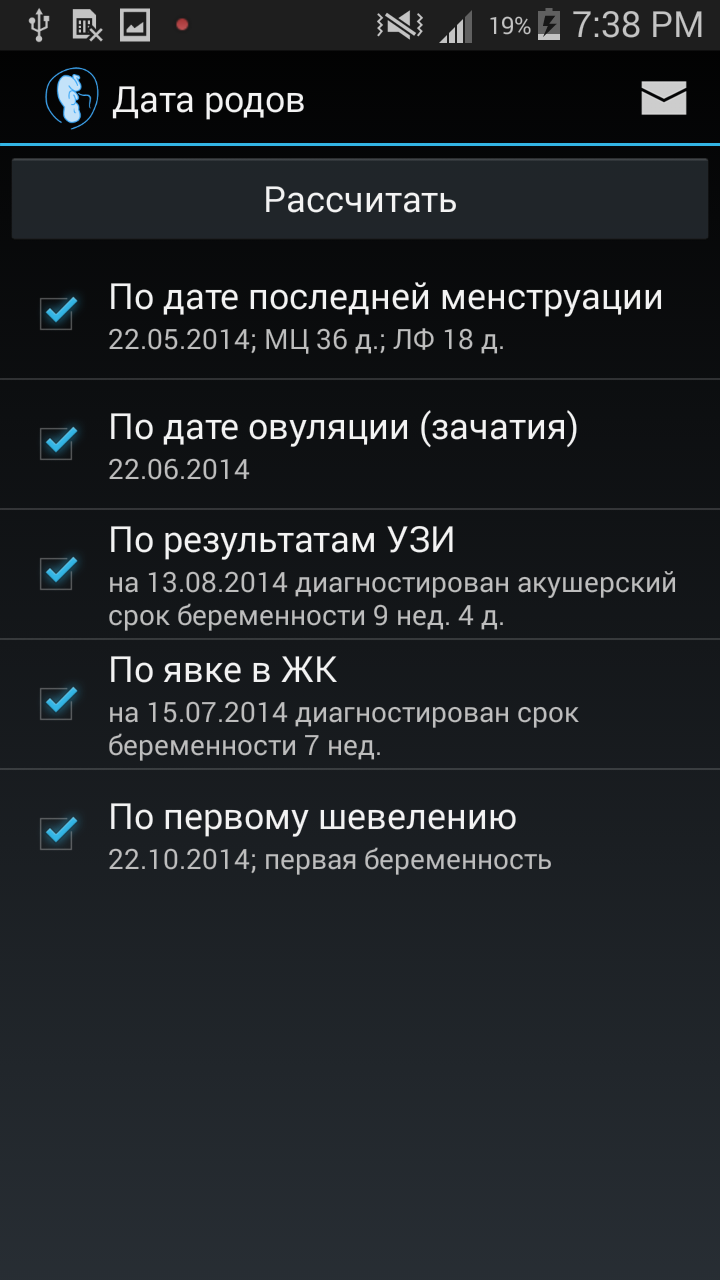 19% 7:38 PM
Дата родов
Рассчитать
По дате последней менструации
22.05.2014; МЦ 36 д.; ЛФ 18 д.
По дате овуляции (зачатия)
22.06.2014
По результатам УЗИ
на 13.08.2014 диагностирован акушерский
срок беременности 9 нед. 4 д.
По явке в ЖК
на 15.07.2014 диагностирован срок
беременности 7 нед.
По первому шевелению
22.10.2014; первая беременность